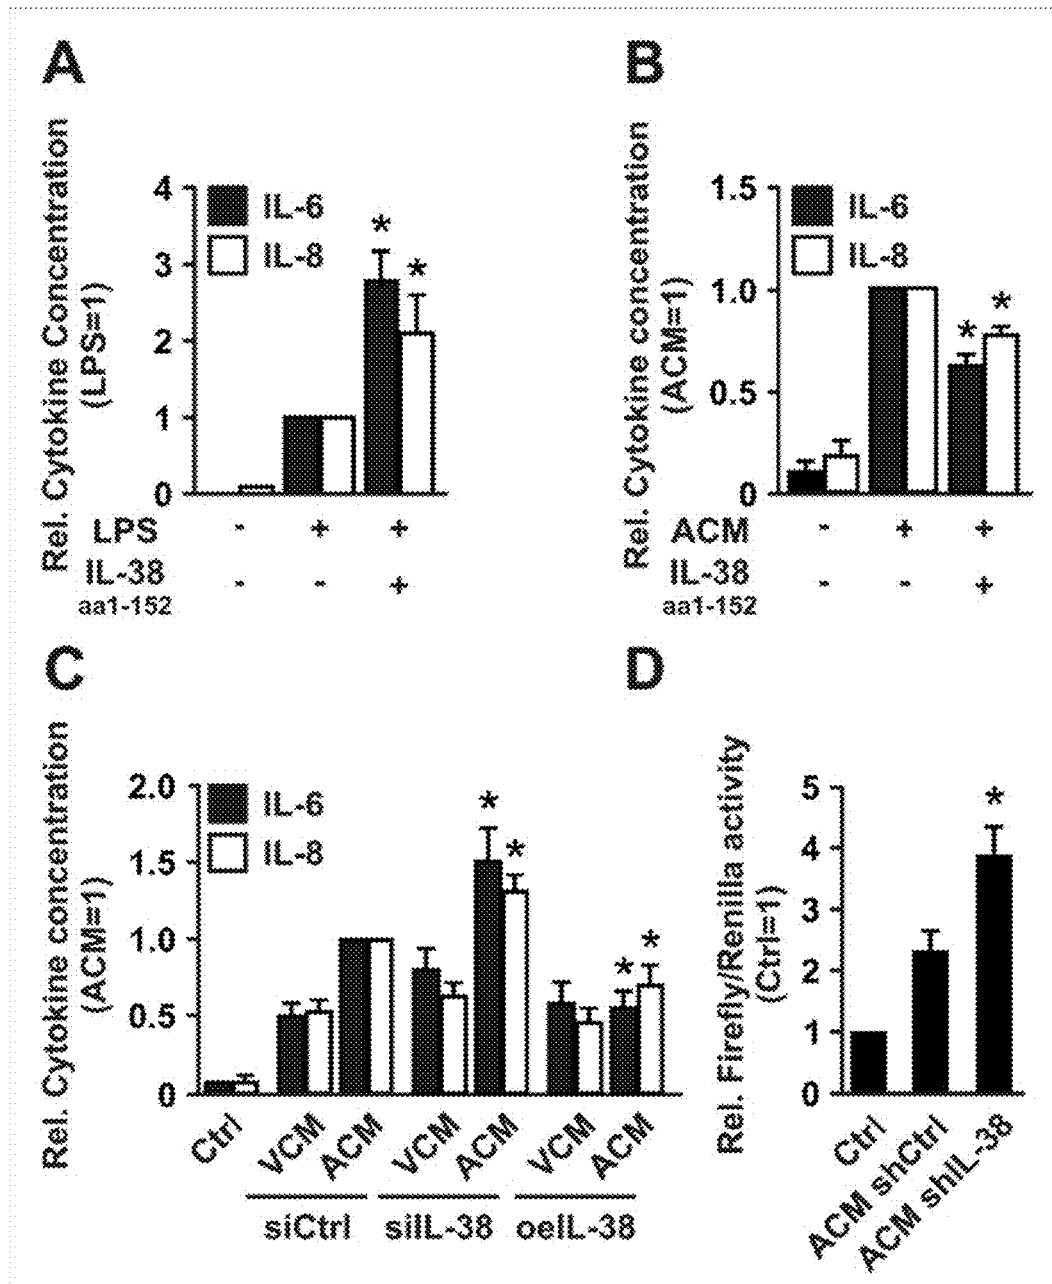 A
Rel. Cytokine Concentration
(LPS=1)
4
3
2
1
0
IL-6
IL-8
*
*
LPS - + +
IL-38 - - +
aa1-152
B
Rel. Cytokine concentration
(ACM=1)
1.5
1.0
0.5
0
IL-6
IL-8
*
*
ACM - + +
IL-38 - - +
aa1-152
C
Rel. Cytokine concentration
(ACM=1)
2.0
1.5
1.0
0.5
0
IL-6
IL-8
*
*
*
*
Ctrl VCM ACM VCM ACM VCM ACM
siCtrl siIL-38 oeIL-38
D
Rel. Firefly/Renilla activity
(Ctrl=1)
5
4
3
2
1
0
*
Ctrl
ACM shCtrl
ACM shIL-38